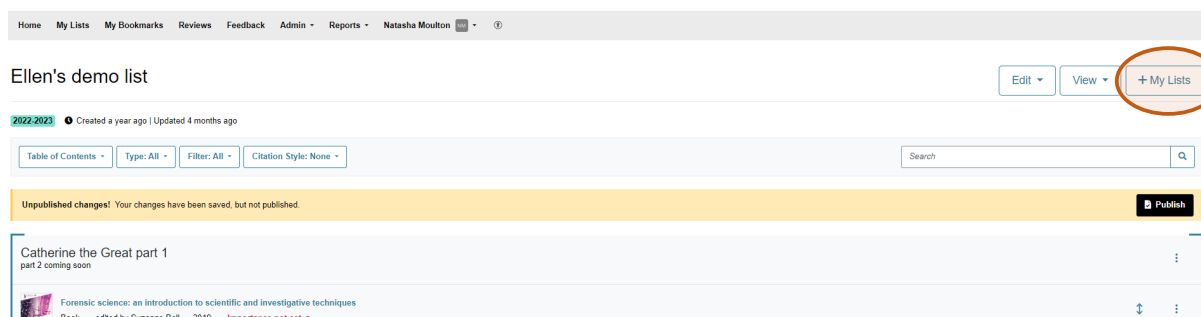 Home My Lists My Bookmarks Reviews Feedback Admin Reports Natasha Moulton NM
Ellen's demo list
Edit View + My Lists
2022-2023 Created a year ago | Updated 4 months ago
Table of Contents Type: All Filter: All Citation Style: None Search
Unpublished changes! Your changes have been saved, but not published. Publish
Catherine the Great part 1
part 2 coming soon
Forensic science: an introduction to scientific and investigative techniques